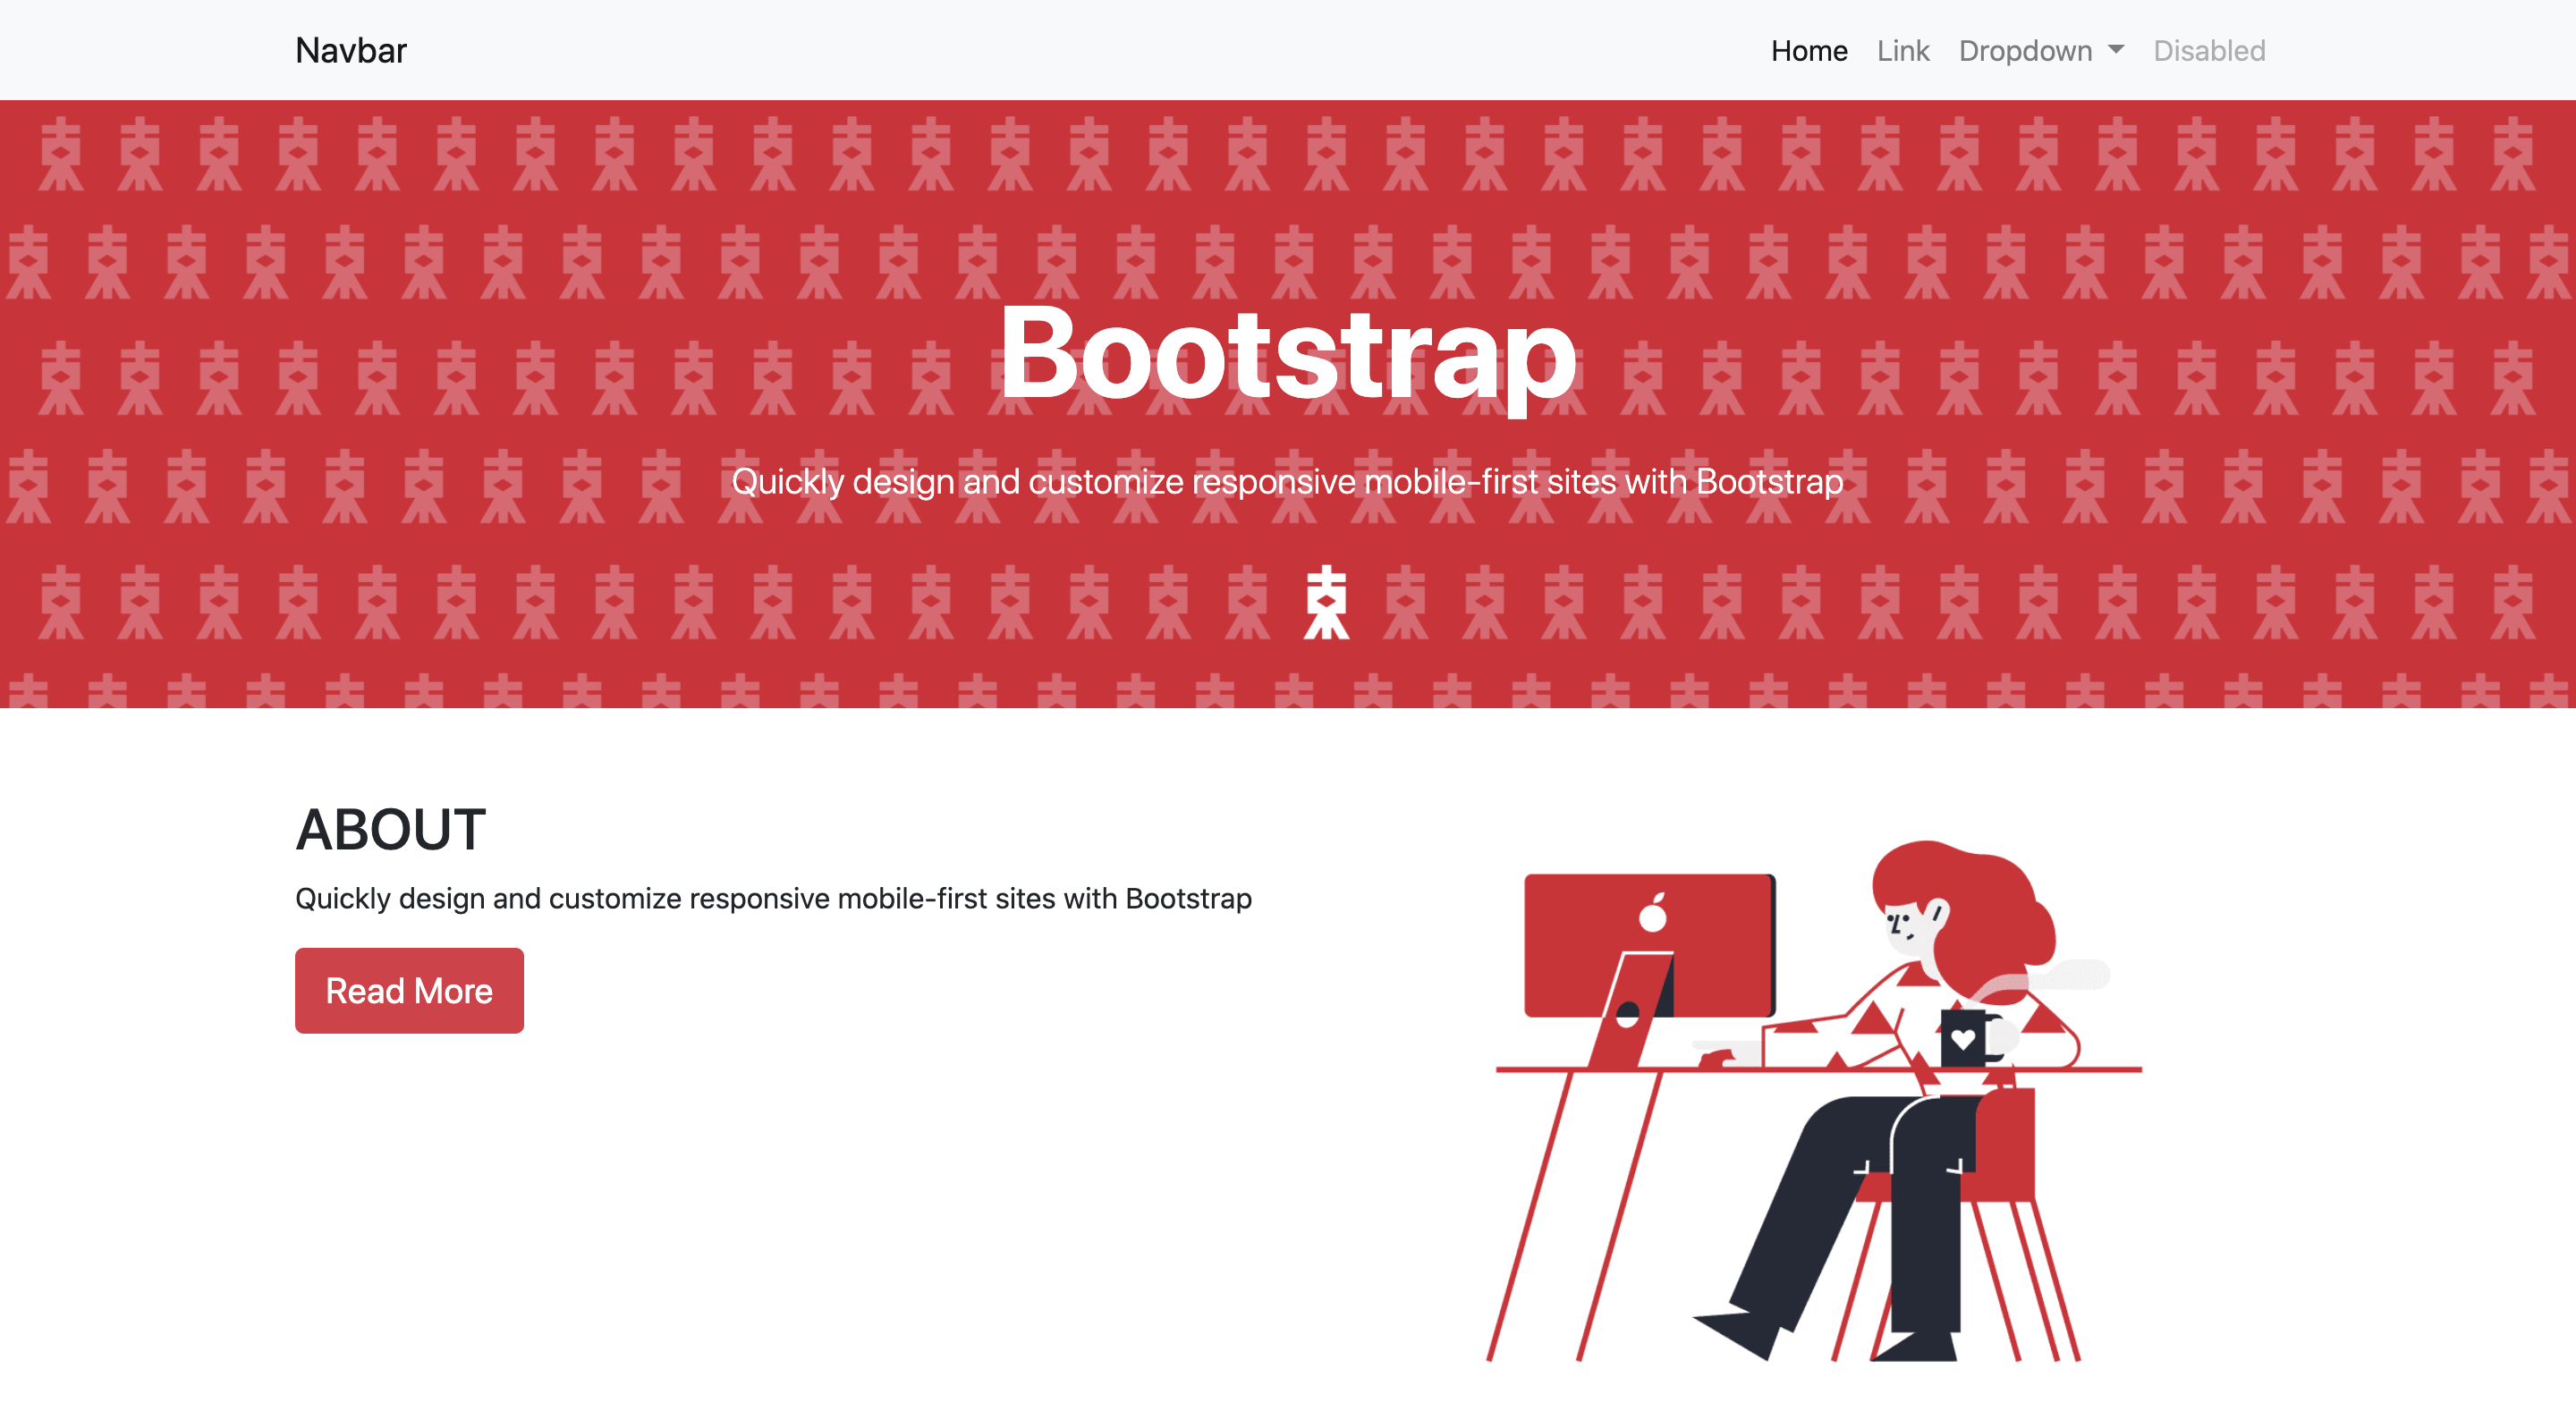 Navbar
Home Link Dropdown Disabled
Bootstrap
Quickly design and customize responsive mobile-first sites with Bootstrap
ABOUT
Quickly design and customize responsive mobile-first sites with Bootstrap
Read More